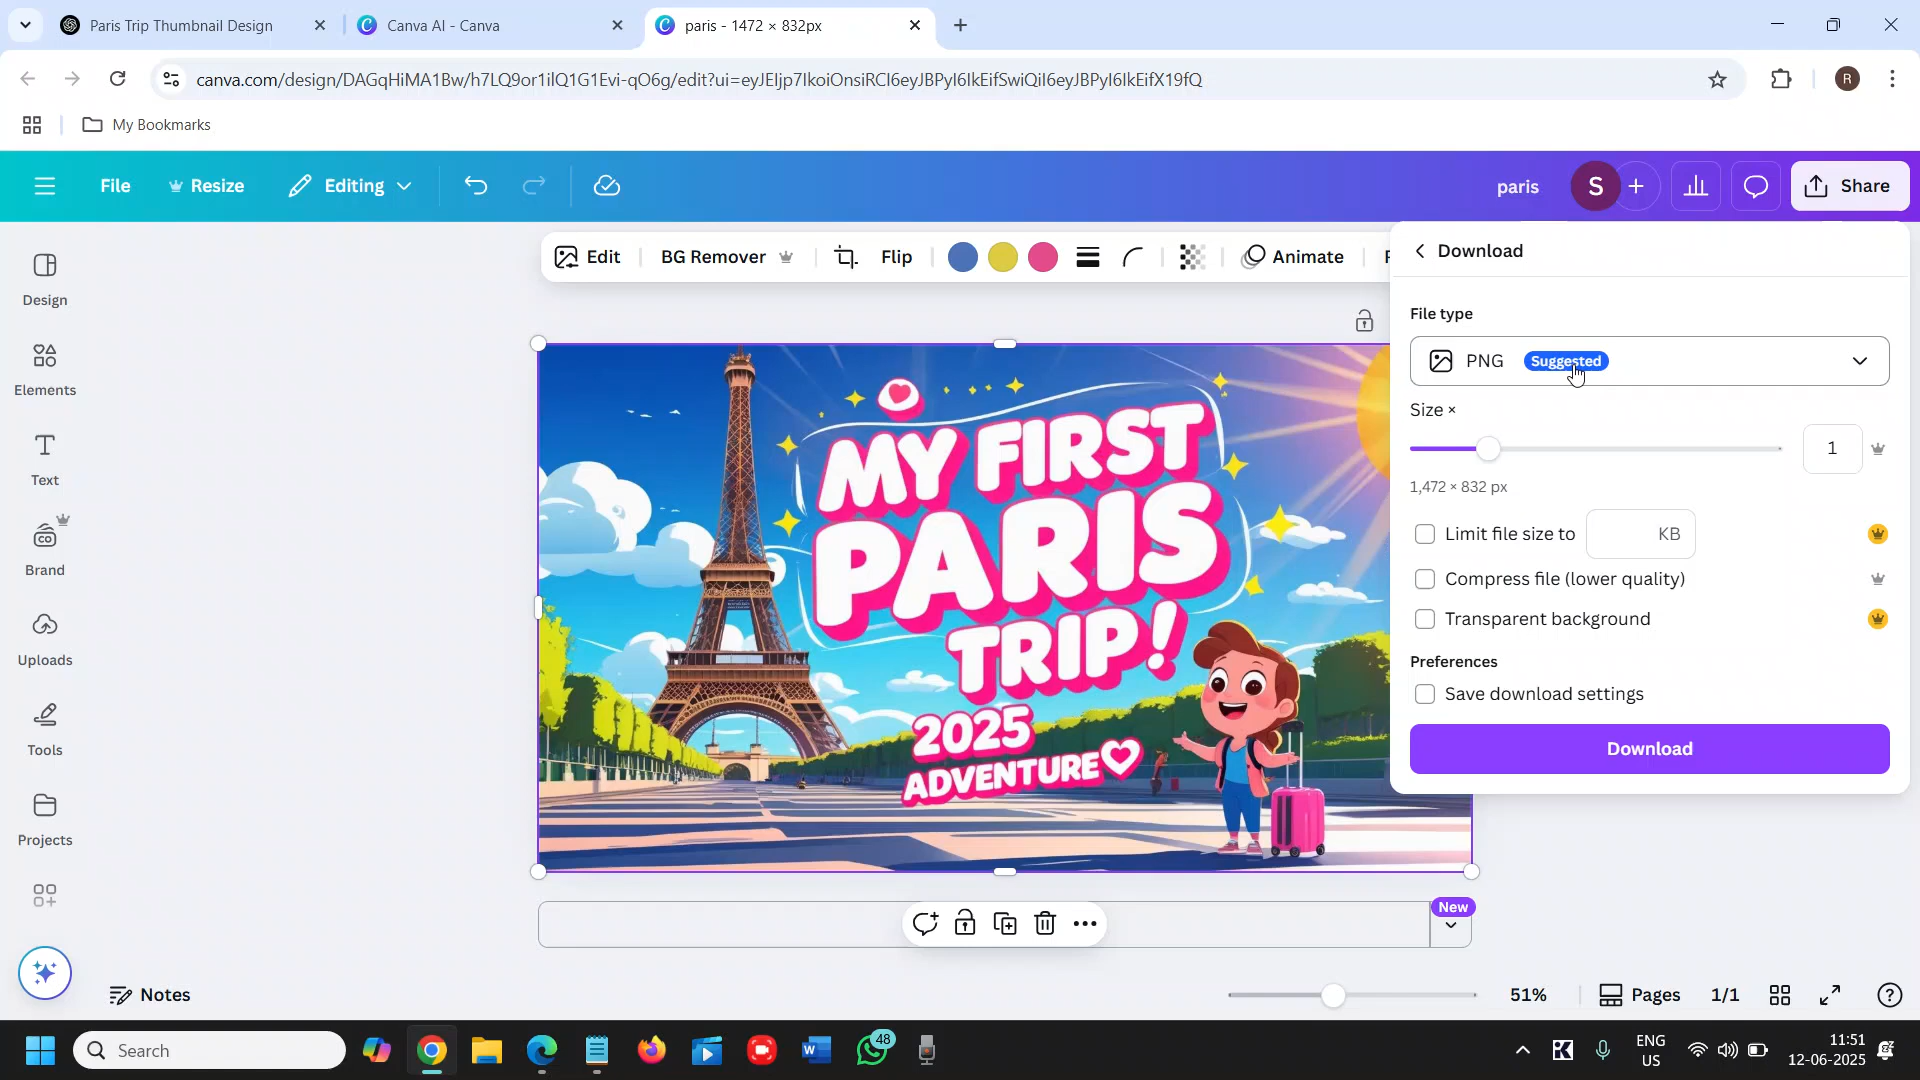 Paris Trip Thumbnail Design
Canva AI - Canva
paris - 1472 × 832px
canva.com/design/DAGqHiMA1Bw/h7LQ9or1ilQ1G1Evi-qO6g/edit?ui=eyJEIjp7IkoiOnsiRCI6eyJBPyI6IkEifSwiQiI6eyJBPyI6IkEifX19fQ
R
My Bookmarks
File
Resize
Editing
paris
S
Share
Edit
BG Remover
Flip
Animate
Download
Design
Elements
Text
Brand
Uploads
Tools
Projects
MY FIRST
PARIS
TRIP!
2025
ADVENTURE
File type
PNG
Suggested
Size ×
1
1,472 × 832 px
Limit file size to
KB
Compress file (lower quality)
Transparent background
Preferences
Save download settings
Download
New
Notes
51%
Pages
1/1
Search
48
ENG
US
11:51
12-06-2025